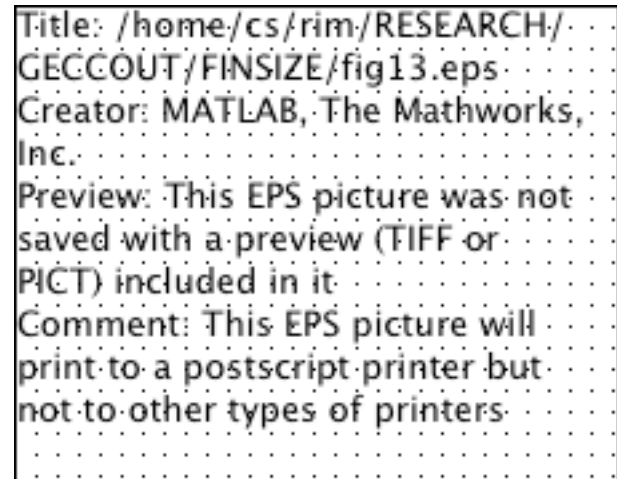 Title: /home/cs/rim/RESEARCH/
GECCOUT/FINSIZE/fig13.eps
Creator: MATLAB, The Mathworks,
Inc.
Preview: This EPS picture was not
saved with a preview (TIFF or
PICT) included in it
Comment: This EPS picture will
print to a postscript printer but
not to other types of printers